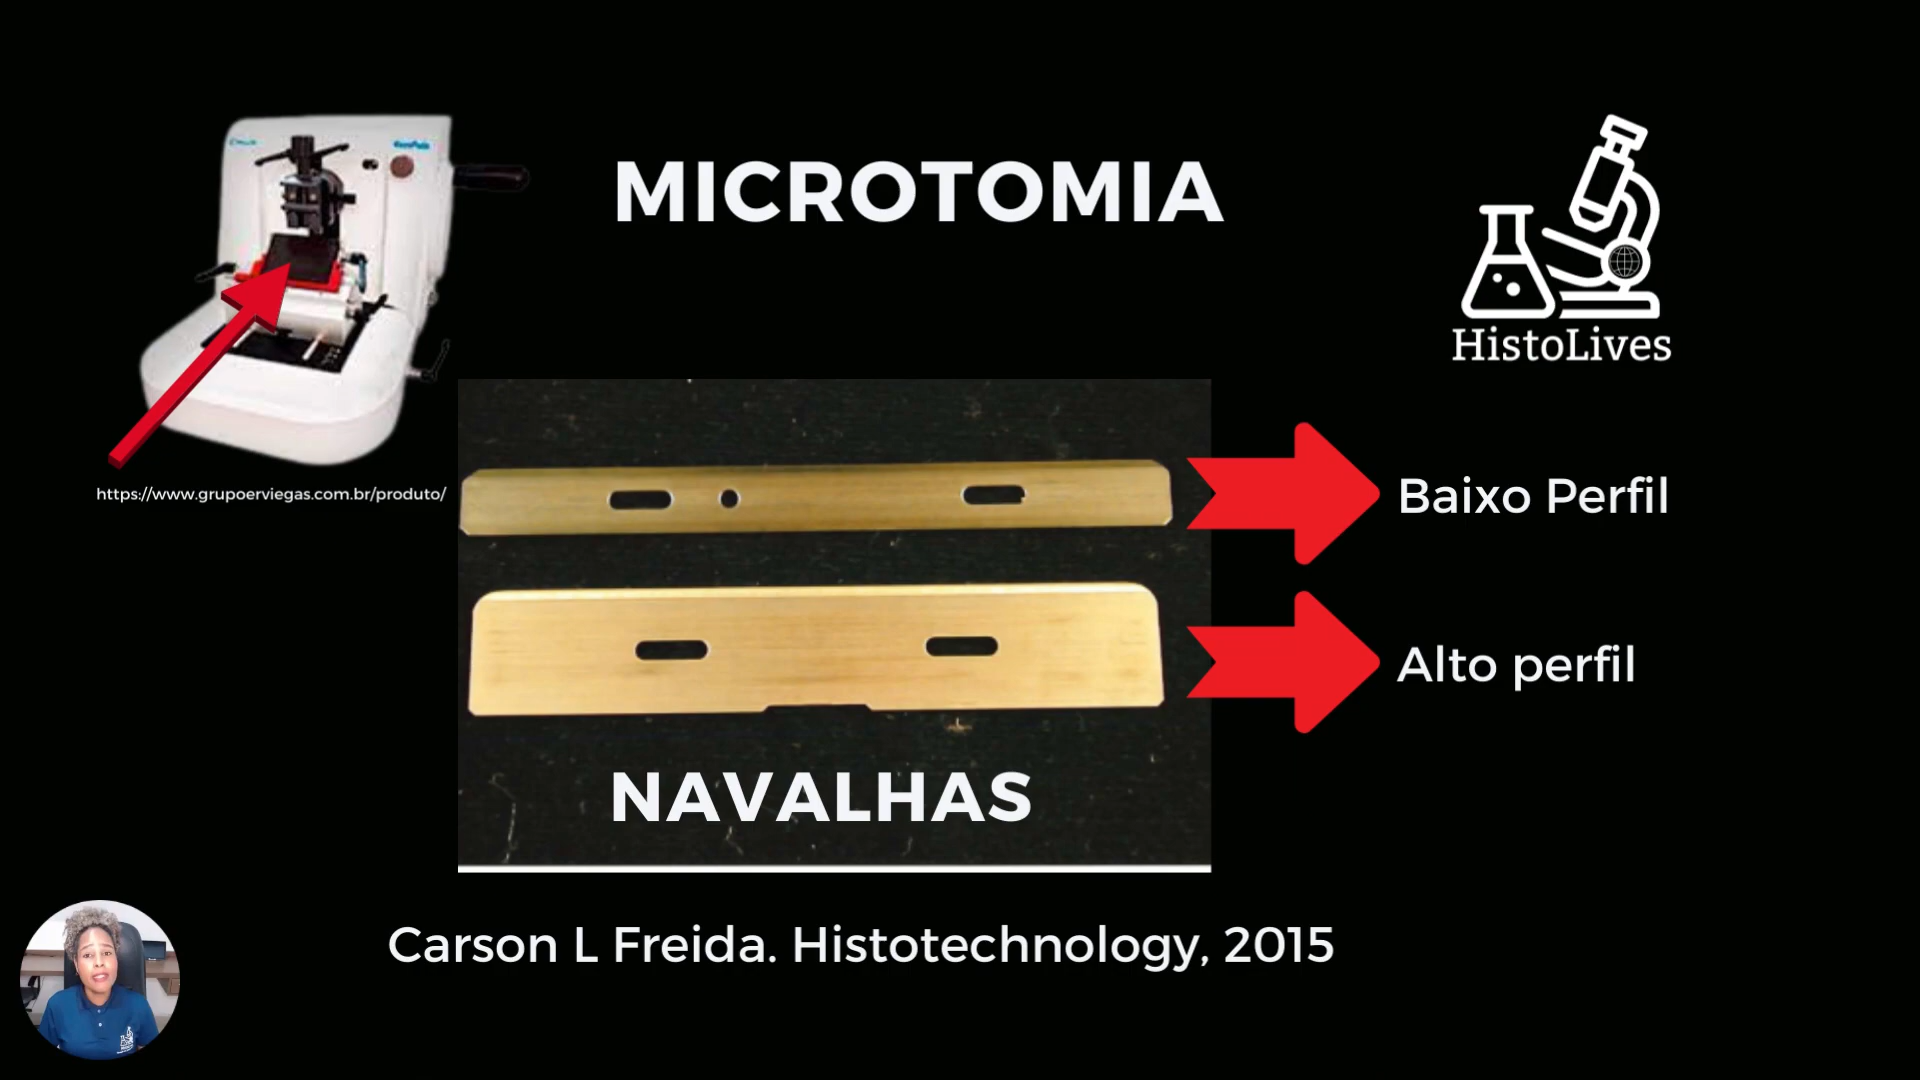 MICROTOMIA
HistoLives
https://www.grupoerviegas.com.br/produto/
Baixo Perfil
Alto perfil
NAVALHAS
Carson L Freida. Histotechnology, 2015